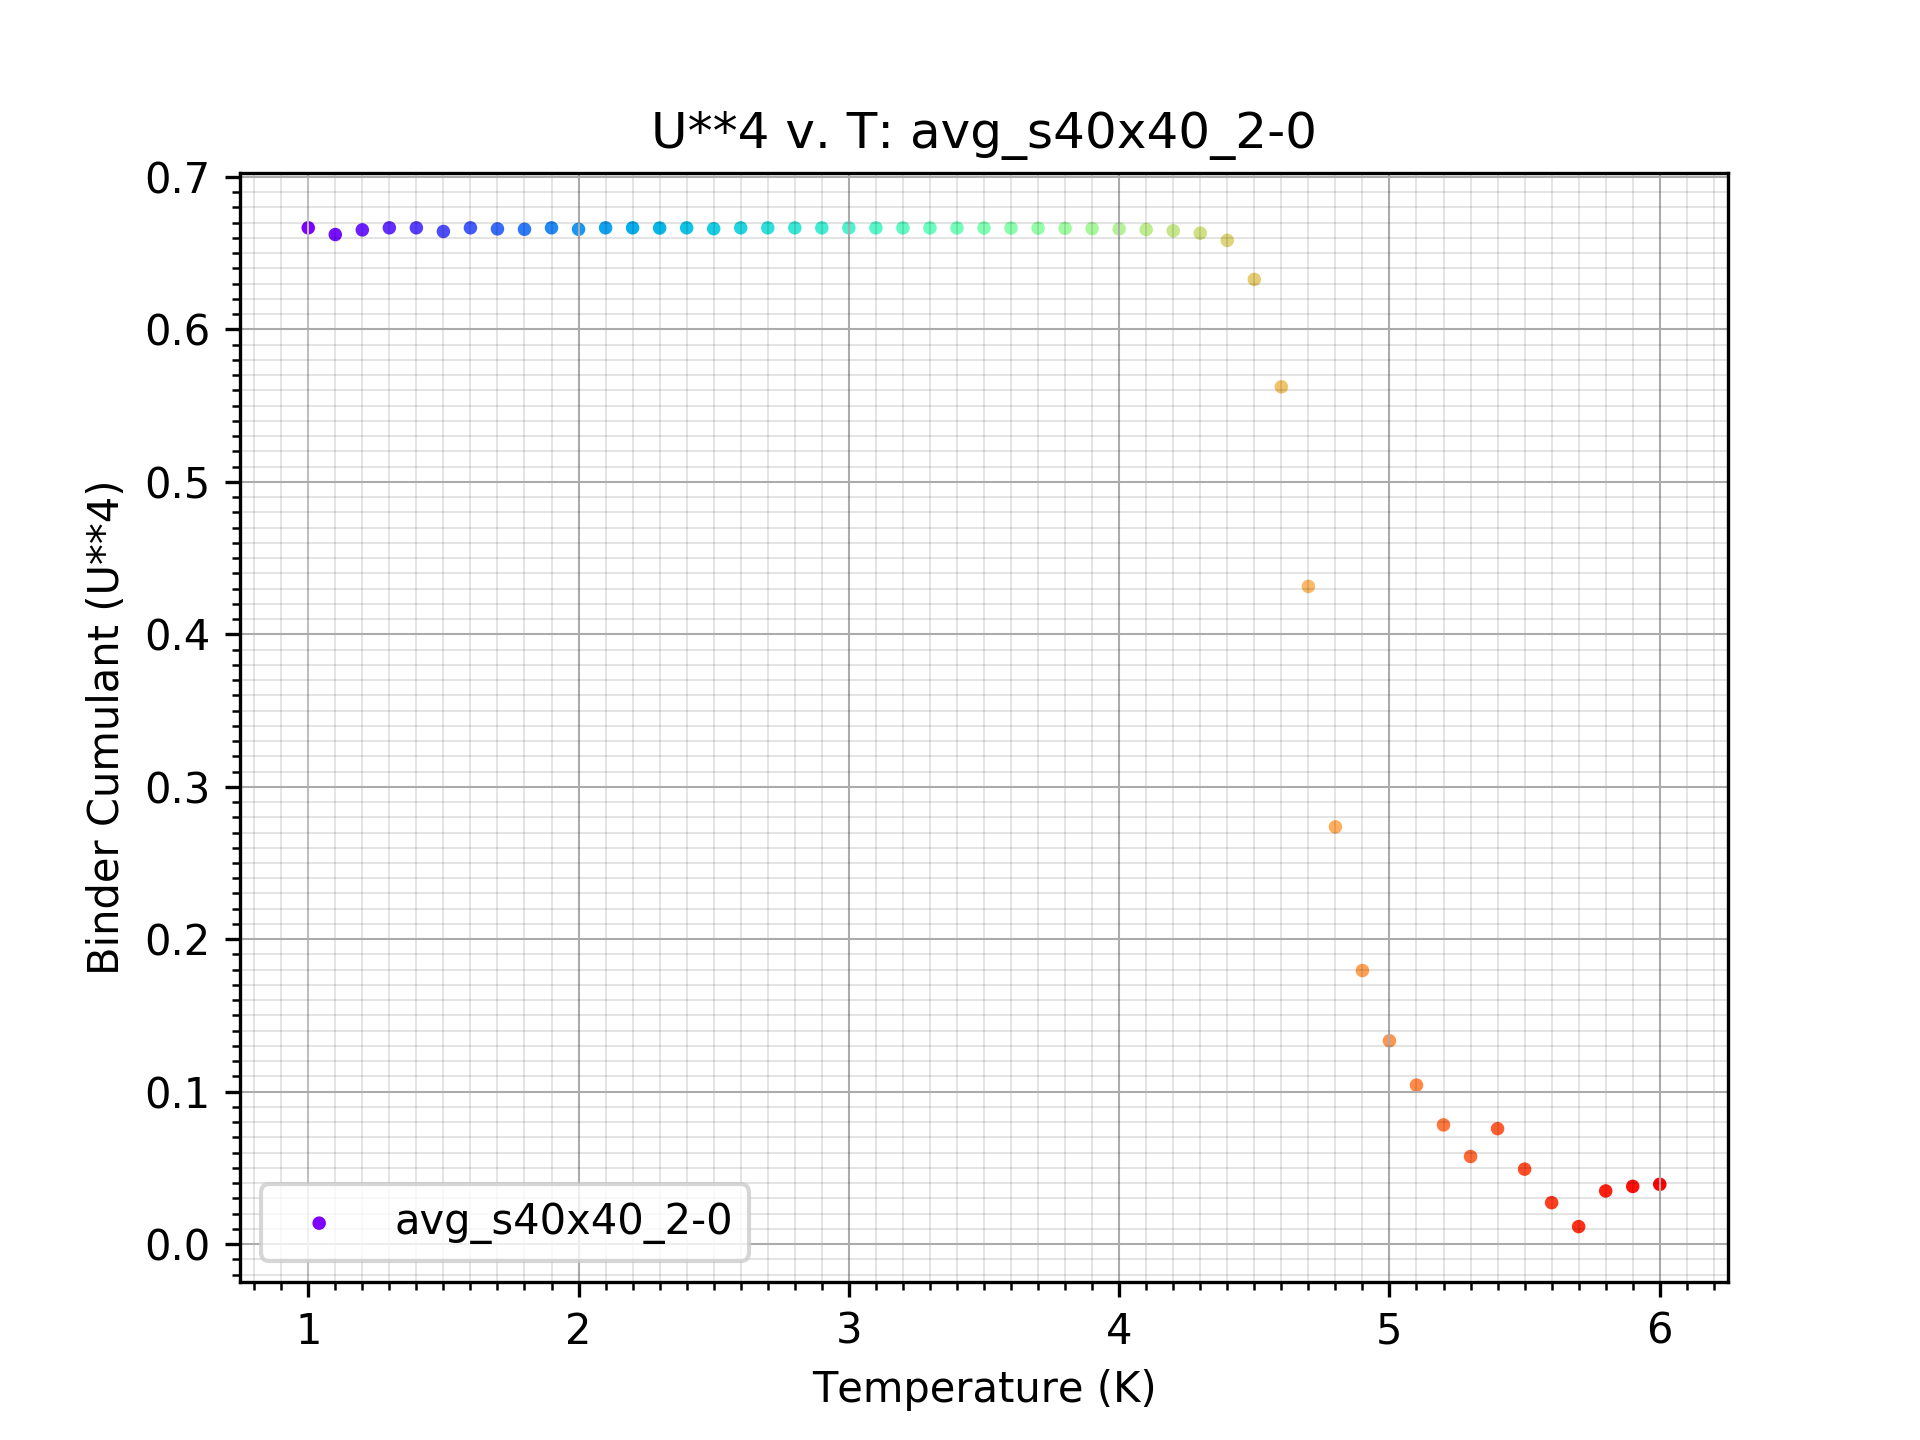 U**4 v. T: avg_s40x40_2-0
Binder Cumulant (U**4)
0.7
0.6
0.5
0.4
0.3
0.2
0.1
0.0
avg_s40x40_2-0
1 2 3 4 5 6
Temperature (K)